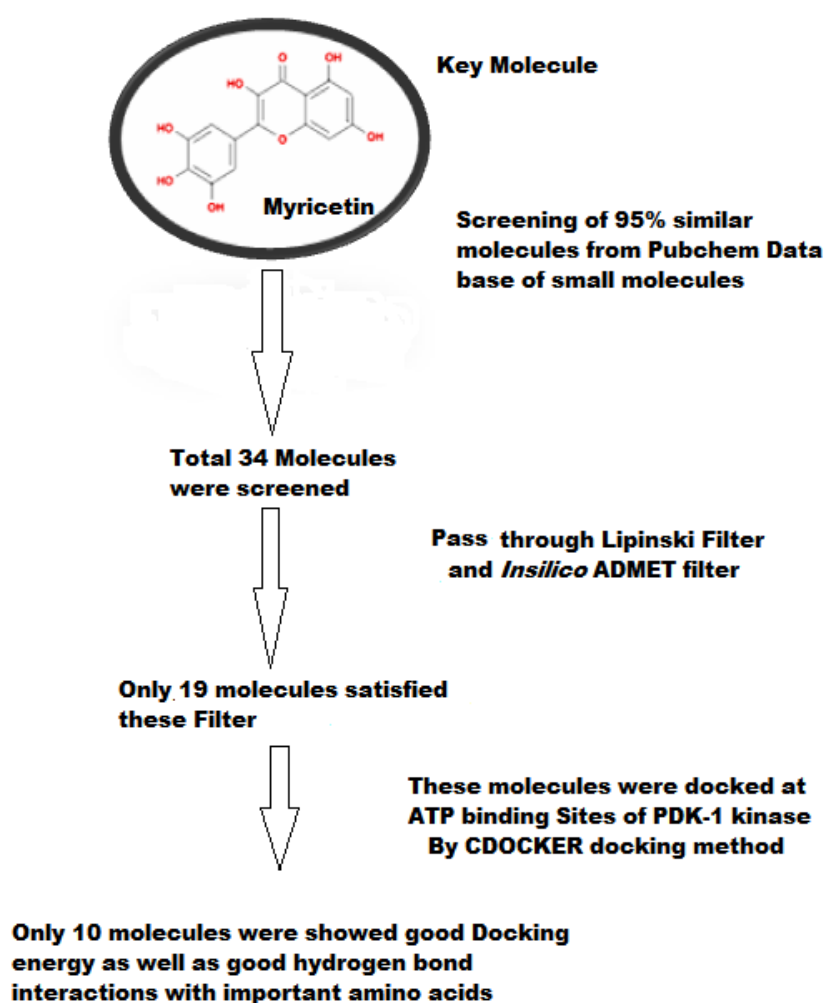 Key Molecule
OH
O
OH
HO
HO
O
OH
HO
OH
Myricetin
Screening of 95% similar
molecules from Pubchem Data
base of small molecules
Total 34 Molecules
were screened
Pass through Lipinski Filter
and Insilico ADMET filter
Only 19 molecules satisfied
these Filter
These molecules were docked at
ATP binding Sites of PDK-1 kinase
By CDOCKER docking method
Only 10 molecules were showed good Docking
energy as well as good hydrogen bond
interactions with important amino acids